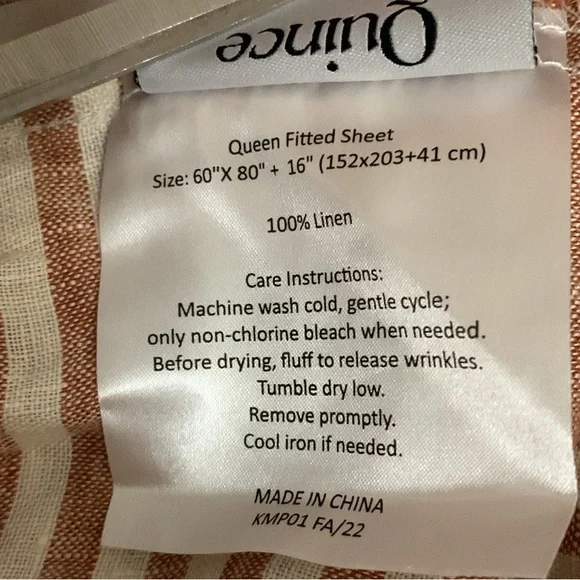 Quince
Queen Fitted Sheet
Size: 60"X 80" + 16" (152x203+41 cm)
100% Linen
Care Instructions:
Machine wash cold, gentle cycle;
only non-chlorine bleach when needed.
Before drying, fluff to release wrinkles.
Tumble dry low.
Remove promptly.
Cool iron if needed.
MADE IN CHINA
KMP01 FA/22